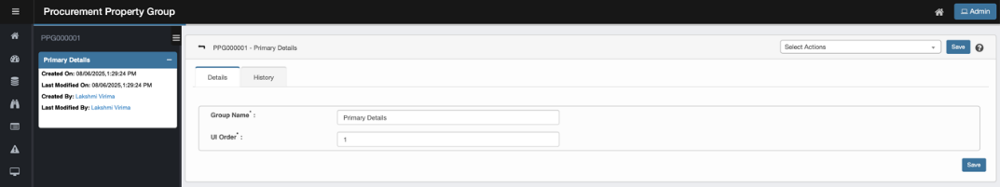 Procurement Property Group
Admin
PPG000001
Primary Details
Created On: 08/06/2025,1:29:24 PM
Last Modified On: 08/06/2025,1:29:24 PM
Created By: Lakshmi Virima
Last Modified By: Lakshmi Virima
PPG000001 - Primary Details
Select Actions
Save
Details
History
Group Name* :
Primary Details
UI Order* :
1
Save